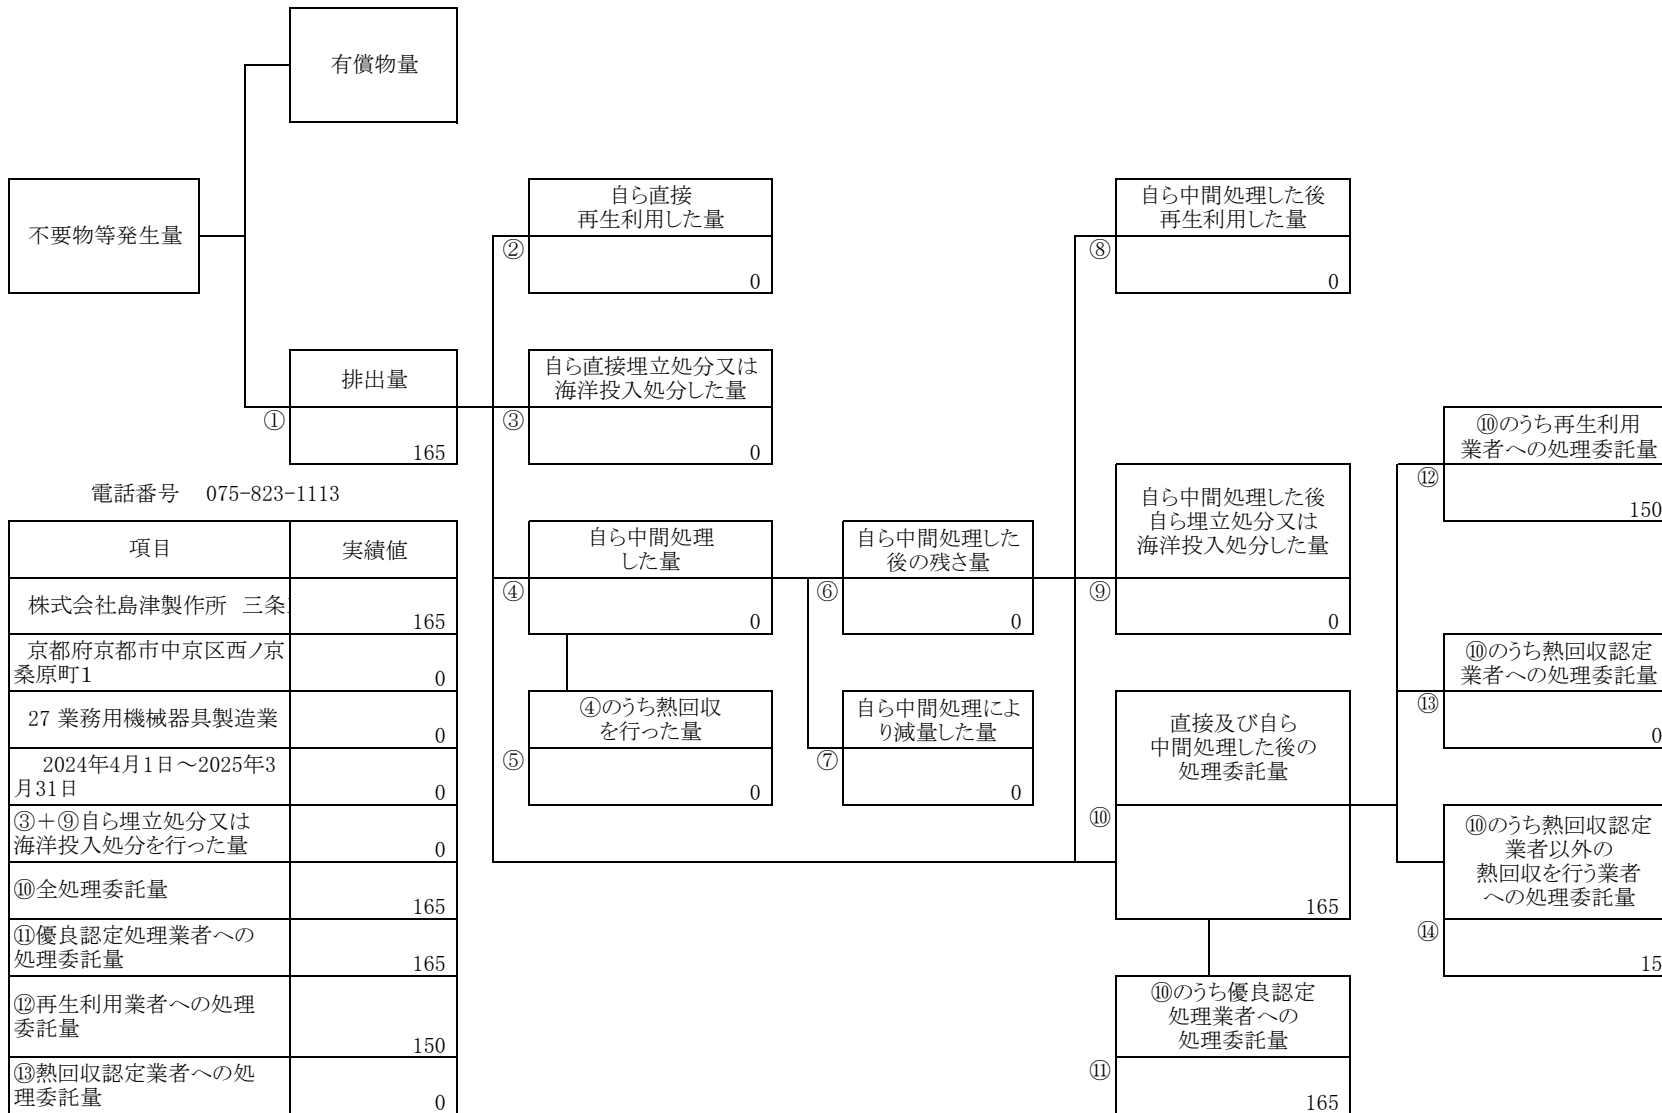 有償物量
不要物等発生量
自ら直接
再生利用した量
②
0
自ら中間処理した後
再生利用した量
⑧
0
排出量
①
165
自ら直接埋立処分又は
海洋投入処分した量
③
0
⑩のうち再生利用
業者への処理委託量
⑫
150
電話番号 075-823-1113
項目
実績値
株式会社島津製作所 三条
165
京都府京都市中京区西ノ京
桑原町1
0
27 業務用機械器具製造業
0
2024年4月1日～2025年3
月31日
0
③＋⑨自ら埋立処分又は
海洋投入処分を行った量
0
⑩全処理委託量
165
⑪優良認定処理業者への
処理委託量
165
⑫再生利用業者への処理
委託量
150
⑬熱回収認定業者への処
理委託量
0
自ら中間処理
した量
④
0
自ら中間処理した
後の残さ量
⑥
0
自ら中間処理した後
自ら埋立処分又は
海洋投入処分した量
⑨
0
④のうち熱回収
を行った量
⑤
0
自ら中間処理によ
り減量した量
⑦
0
直接及び自ら
中間処理した後の
処理委託量
⑩
165
⑩のうち熱回収認定
業者への処理委託量
⑬
0
⑩のうち熱回収認定
業者以外の
熱回収を行う業者
への処理委託量
⑭
15
⑩のうち優良認定
処理業者への
処理委託量
⑪
165